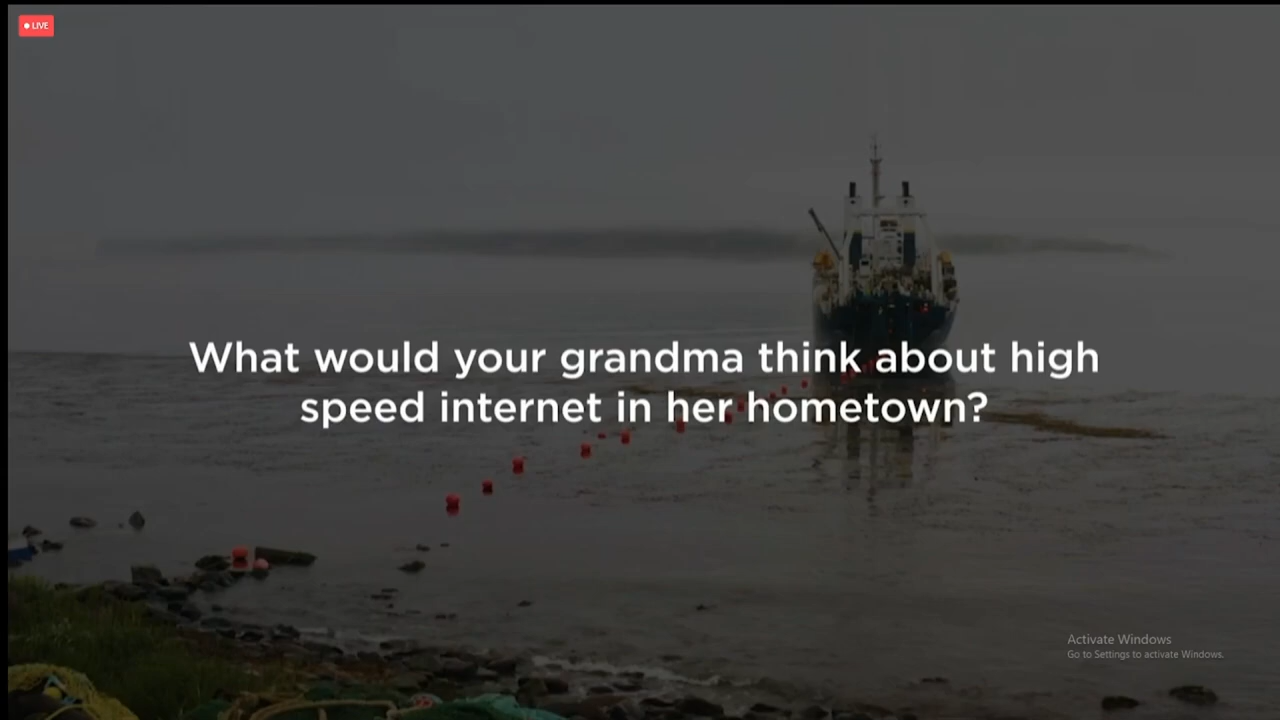 LIVE
What would your grandma think about high
speed internet in her hometown?
Activate Windows
Go to Settings to activate Windows.